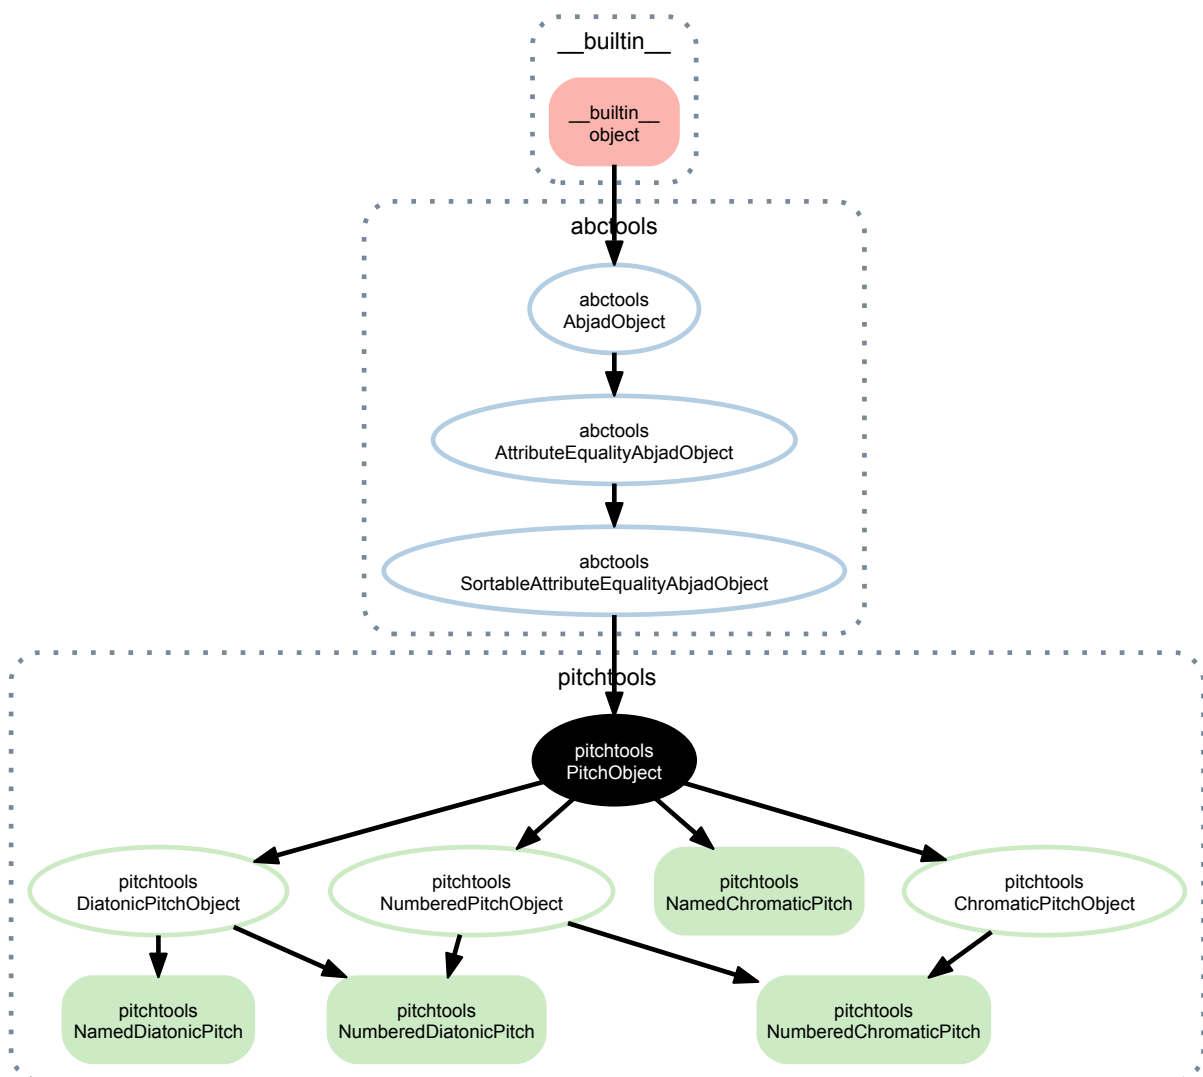 __builtin__
__builtin__
object
abctools
abctools
AbjadObject
abctools
AttributeEqualityAbjadObject
abctools
SortableAttributeEqualityAbjadObject
pitchtools
pitchtools
PitchObject
pitchtools
DiatonicPitchObject
pitchtools
NumberedPitchObject
pitchtools
NamedChromaticPitch
pitchtools
ChromaticPitchObject
pitchtools
NamedDiatonicPitch
pitchtools
NumberedDiatonicPitch
pitchtools
NumberedChromaticPitch